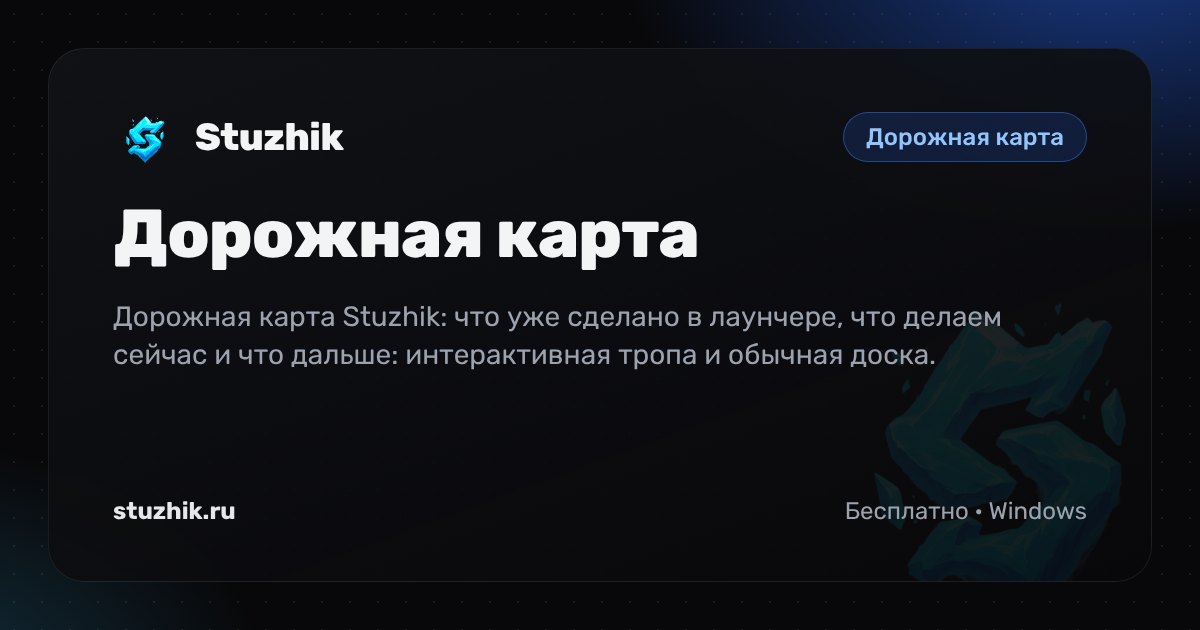 Stuzhik
Дорожная карта
Дорожная карта
Дорожная карта Stuzhik: что уже сделано в лаунчере, что делаем
сейчас и что дальше: интерактивная тропа и обычная доска.
stuzhik.ru
Бесплатно • Windows